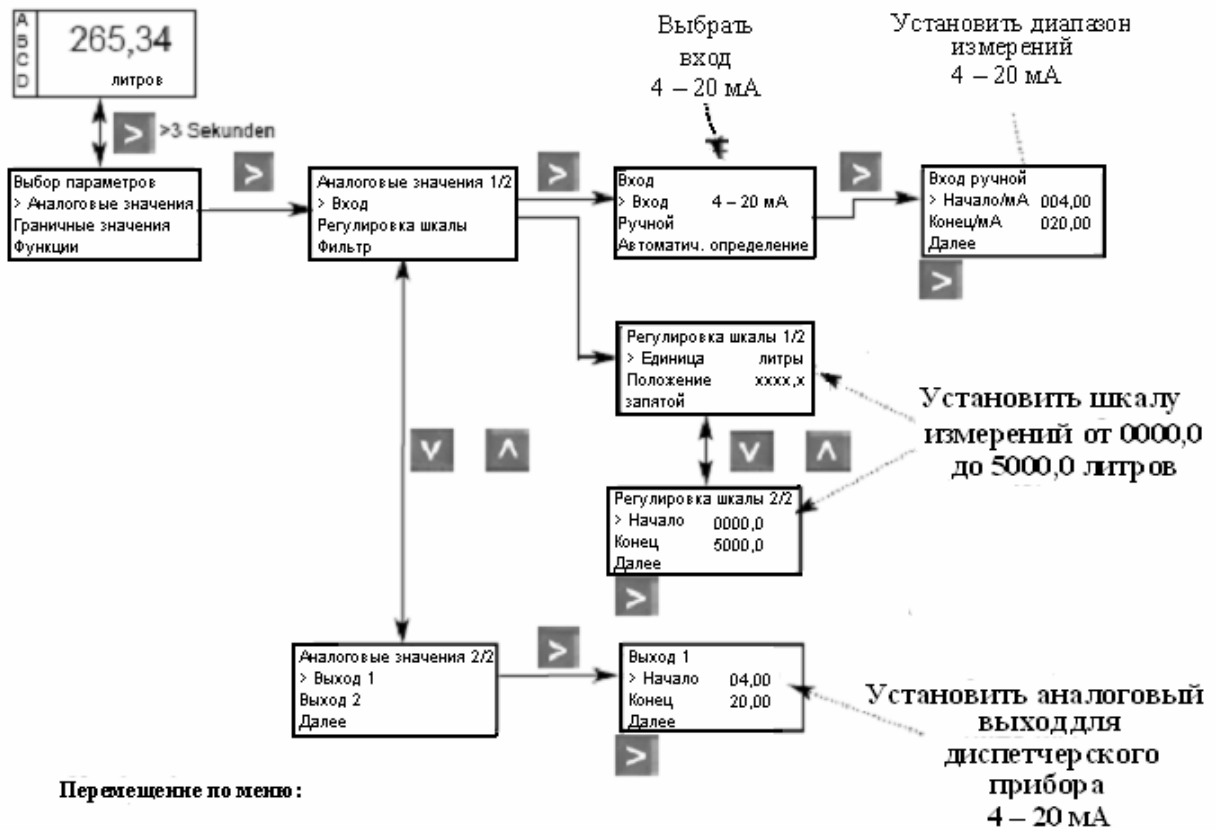 A
B
C
D
265,34
литров
>
>3 Sekunden
Выбрать
вход
4 – 20 мА
Установить диапазон
измерений
4 – 20 мА
Выбор параметров
> Аналоговые значения
Граничные значения
Функции
>
Аналоговые значения 1/2
> Вход
Регулировка шкалы
Фильтр
>
Вход
> Вход 4 – 20 мА
Ручной
Автоматич. определение
>
Вход ручной
> Начало/мА 004,00
Конец/мА 020,00
Далее
>
Регулировка шкалы 1/2
> Единица литры
Положение xxxx,x
запятой
Установить шкалу
измерений от 0000,0
до 5000,0 литров
v ʌ
v ʌ
Регулировка шкалы 2/2
> Начало 0000,0
Конец 5000,0
Далее
>
Аналоговые значения 2/2
> Выход 1
Выход 2
Далее
>
Выход 1
> Начало 04,00
Конец 20,00
Далее
>
Установить аналоговый
выход для
диспетчерского
прибора
4 – 20 мА
Перемещение по меню: